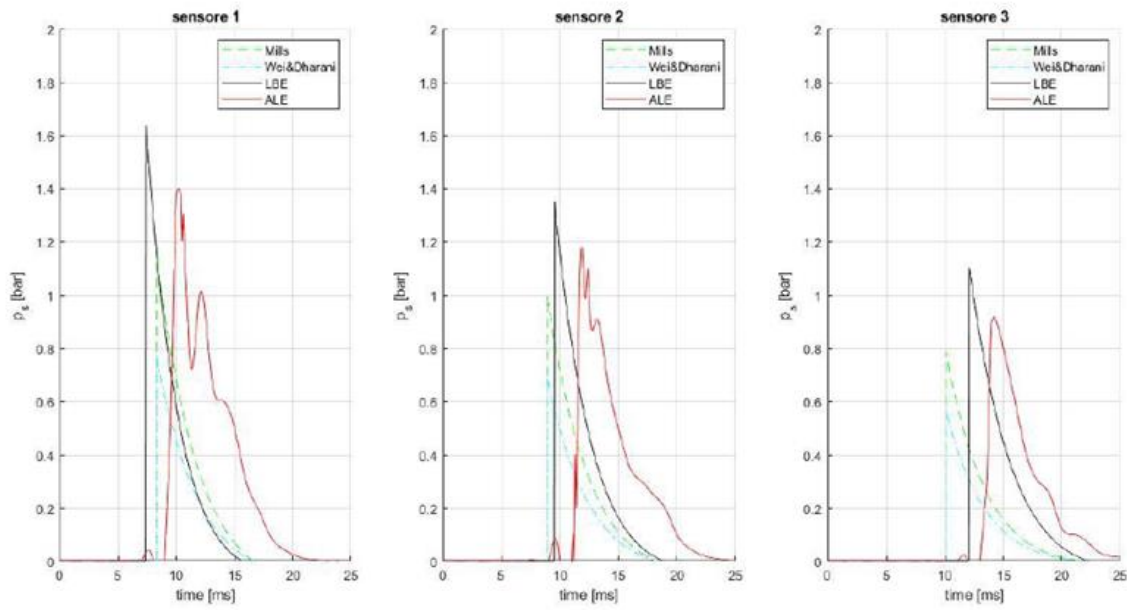 sensore 1
2
1.8
1.6
1.4
1.2
1
0.8
0.6
0.4
0.2
0
p_s [bar]
0 5 10 15 20 25
time [ms]
Mills
Wei&Dharani
LBE
ALE
sensore 2
2
1.8
1.6
1.4
1.2
1
0.8
0.6
0.4
0.2
0
p_s [bar]
0 5 10 15 20 25
time [ms]
Mills
Wei&Dharani
LBE
ALE
sensore 3
2
1.8
1.6
1.4
1.2
1
0.8
0.6
0.4
0.2
0
p_s [bar]
0 5 10 15 20 25
time [ms]
Mills
Wei&Dharani
LBE
ALE